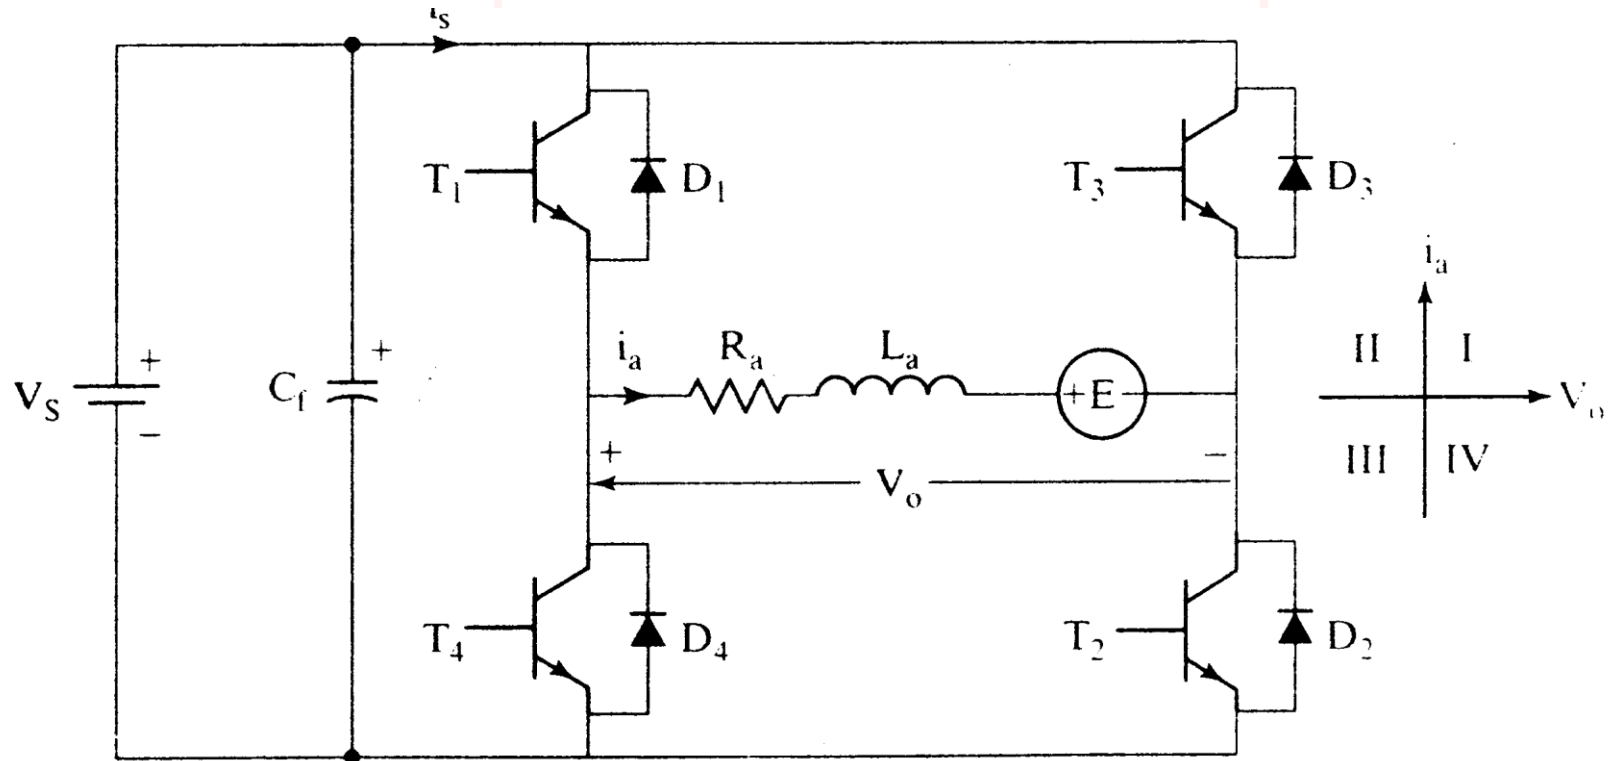 i_s
T_1
D_1
T_3
D_3
i_a
V_S
+
−
C_f
+
i_a
R_a
L_a
+ E −
II
I
V_o
III
IV
+
V_o
−
T_4
D_4
T_2
D_2